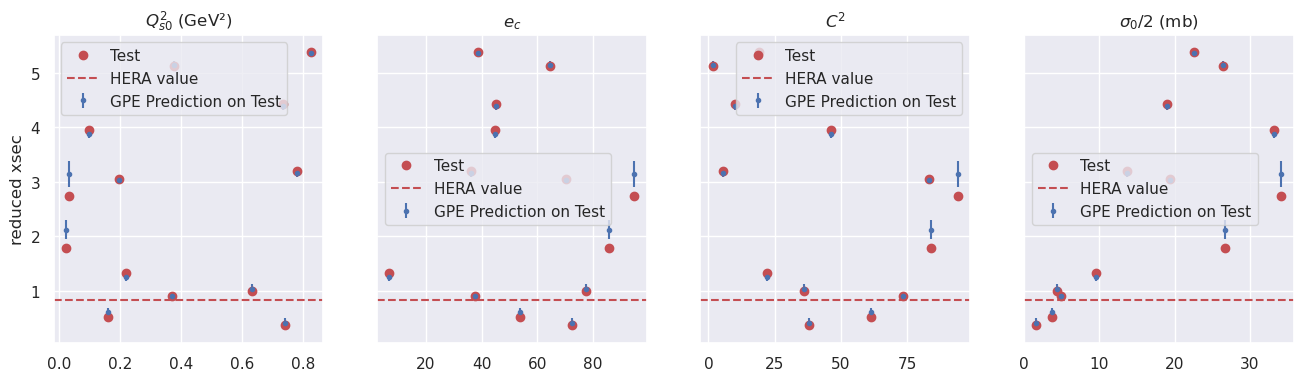 Q²ₛ₀ (GeV²)
e_c
C²
σ₀/2 (mb)
reduced xsec
5
4
3
2
1
Test
HERA value
GPE Prediction on Test
Test
HERA value
GPE Prediction on Test
Test
HERA value
GPE Prediction on Test
Test
HERA value
GPE Prediction on Test
0.0 0.2 0.4 0.6 0.8
20 40 60 80
0 25 50 75
0 10 20 30